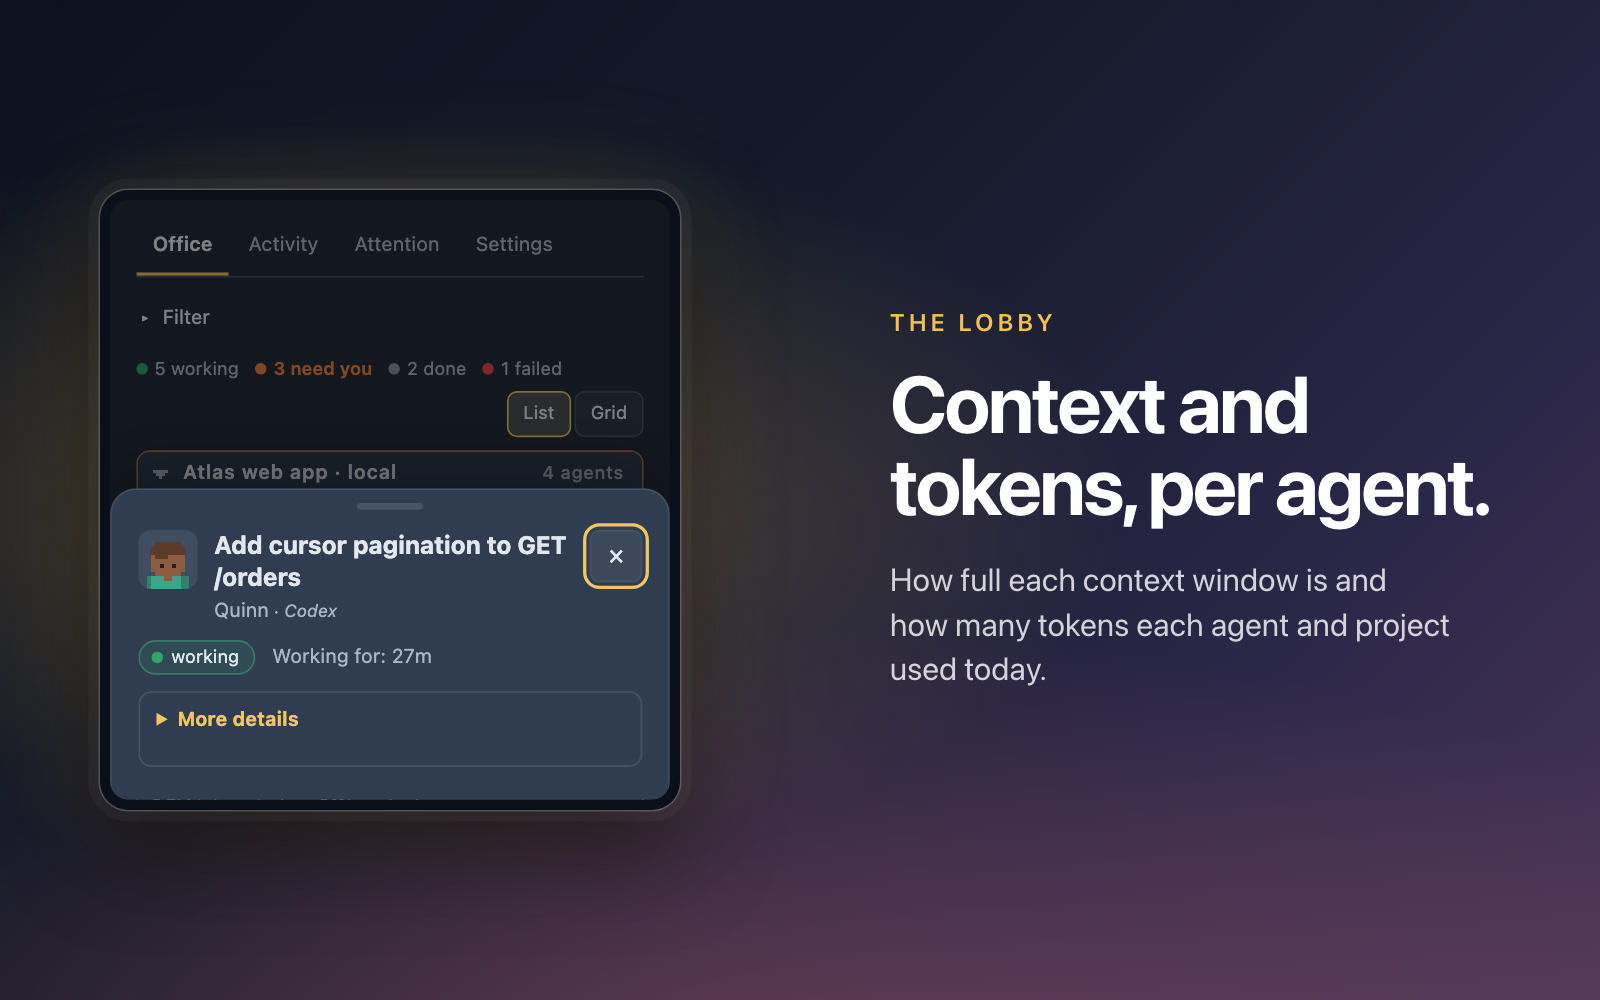 Office Activity Attention Settings
▸ Filter
5 working 3 need you 2 done 1 failed
List Grid
Atlas web app · local 4 agents
Add cursor pagination to GET
/orders
×
Quinn · Codex
working Working for: 27m
▶ More details
THE LOBBY
Context and
tokens, per agent.
How full each context window is and
how many tokens each agent and project
used today.